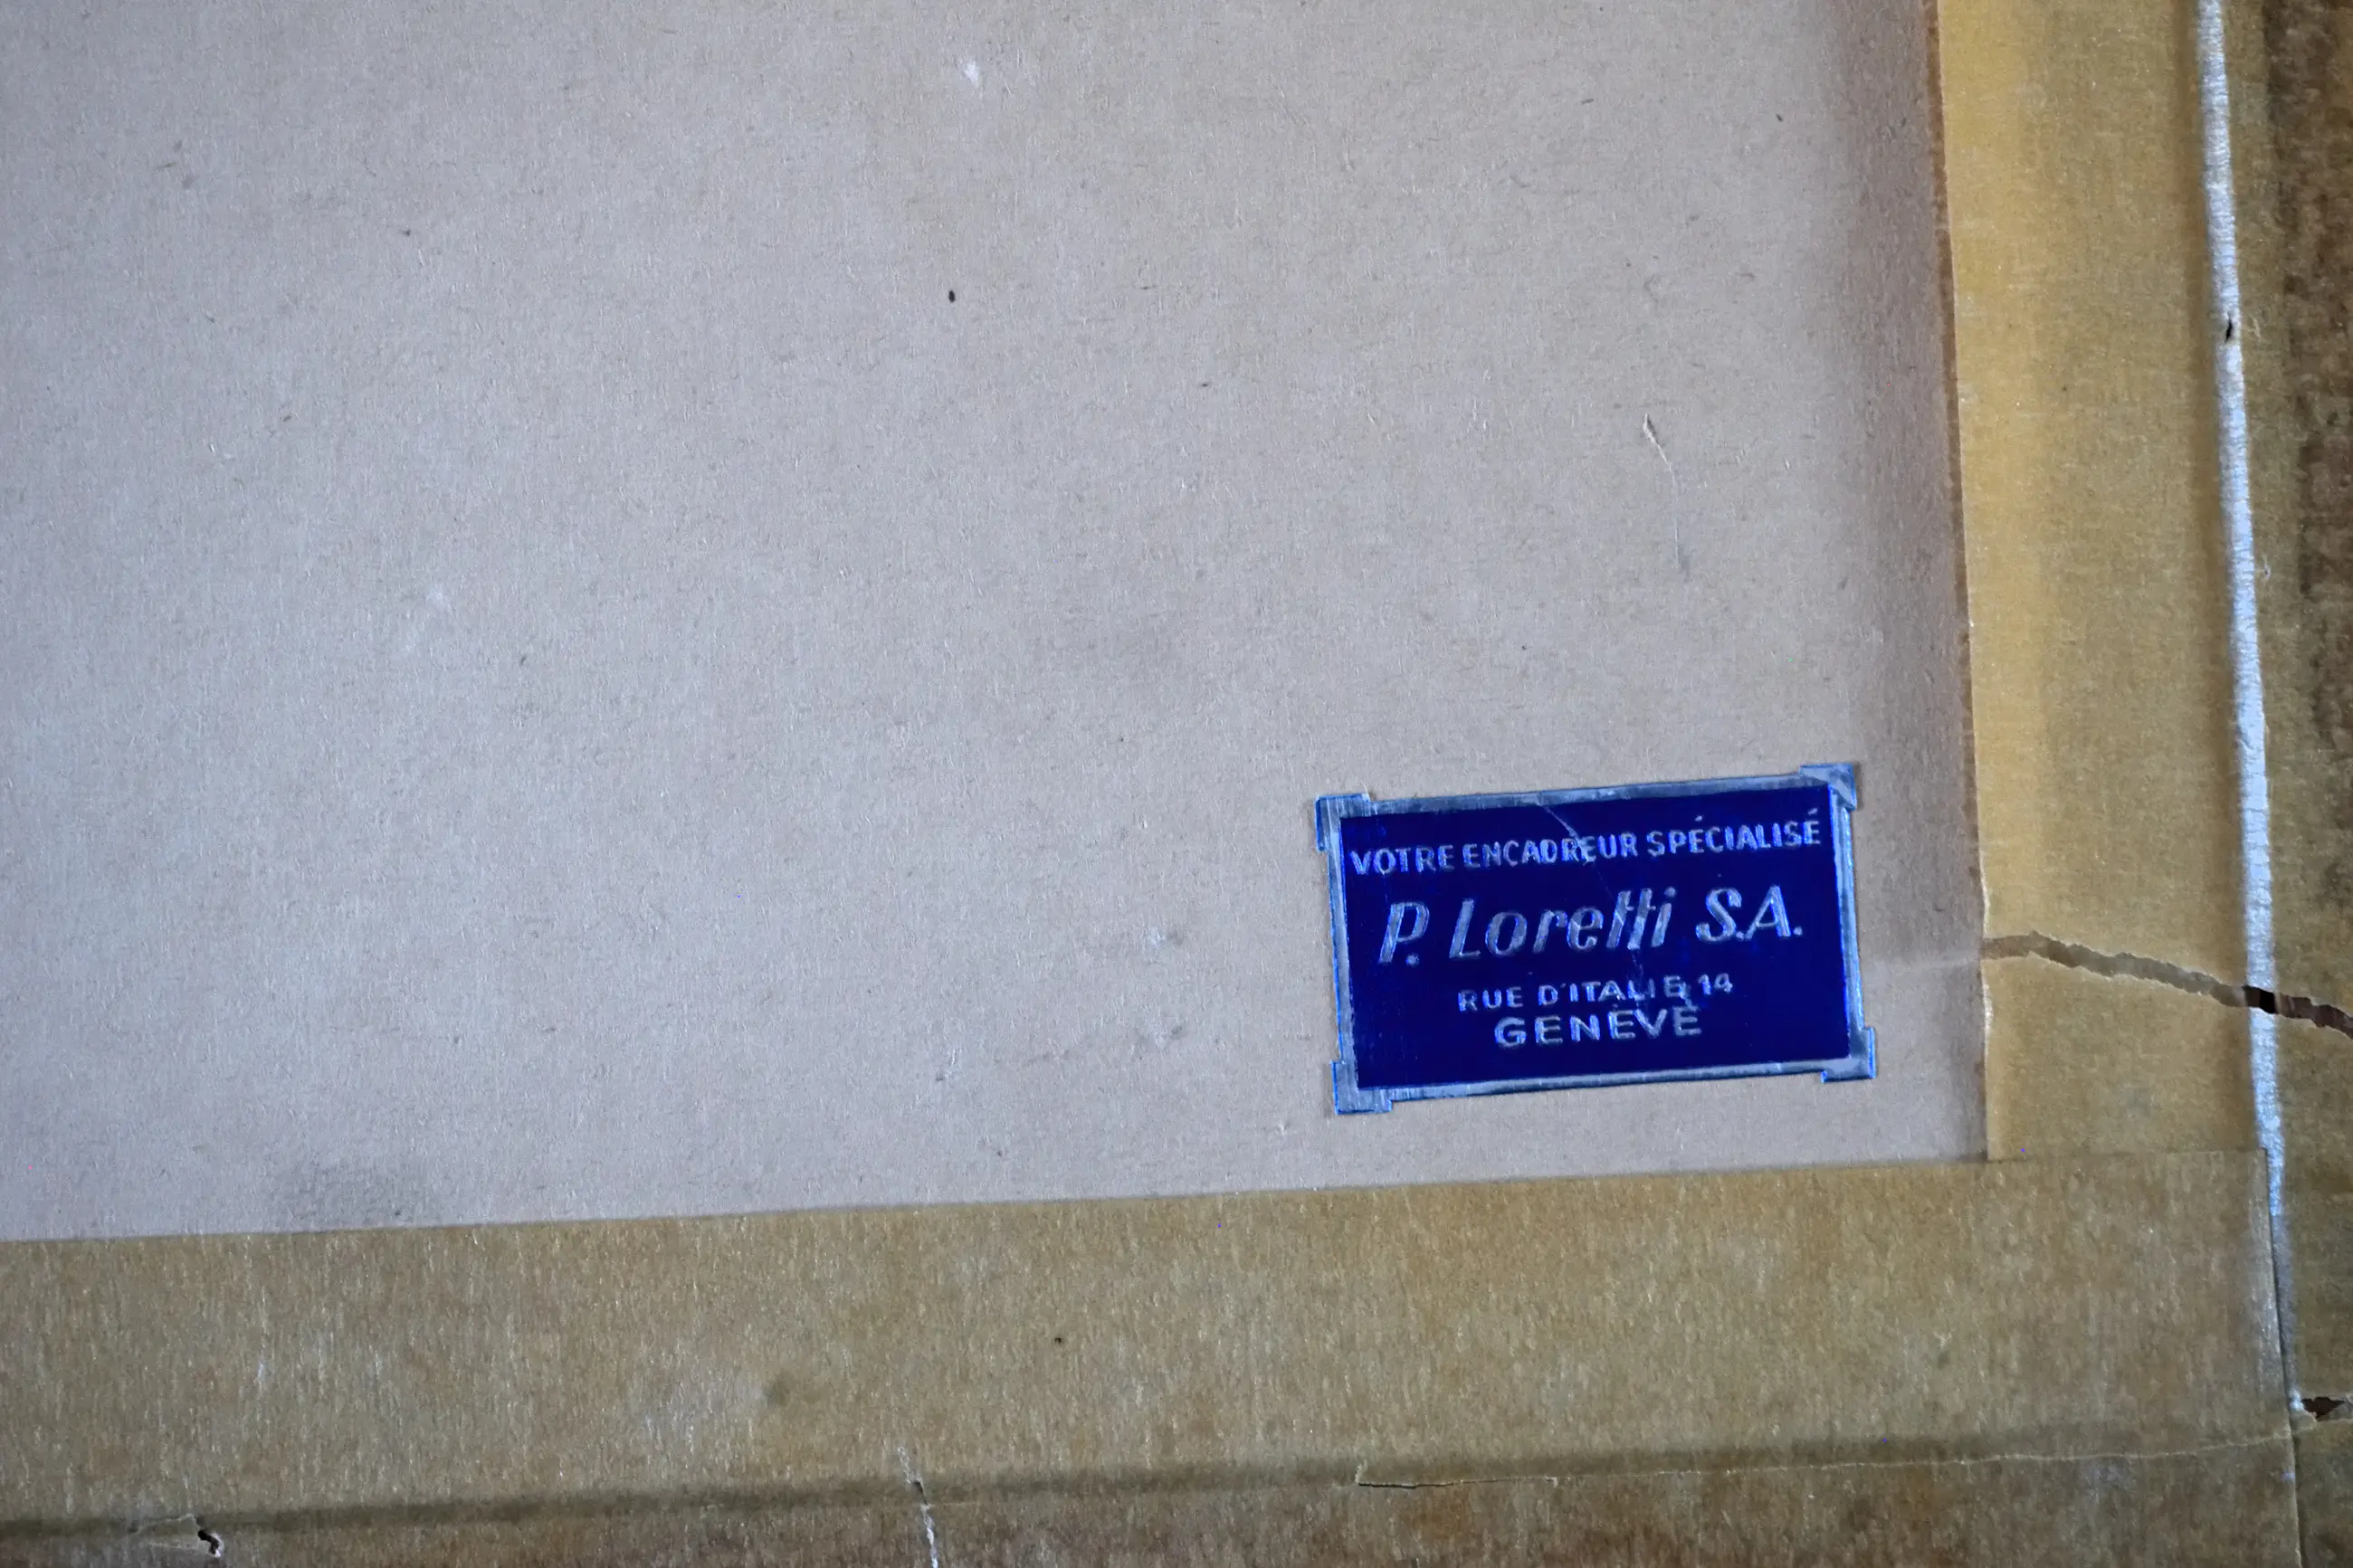 VOTRE ENCADREUR SPÉCIALISÉ
P. Loretti S.A.
RUE D'ITALIE 14
GENÈVE